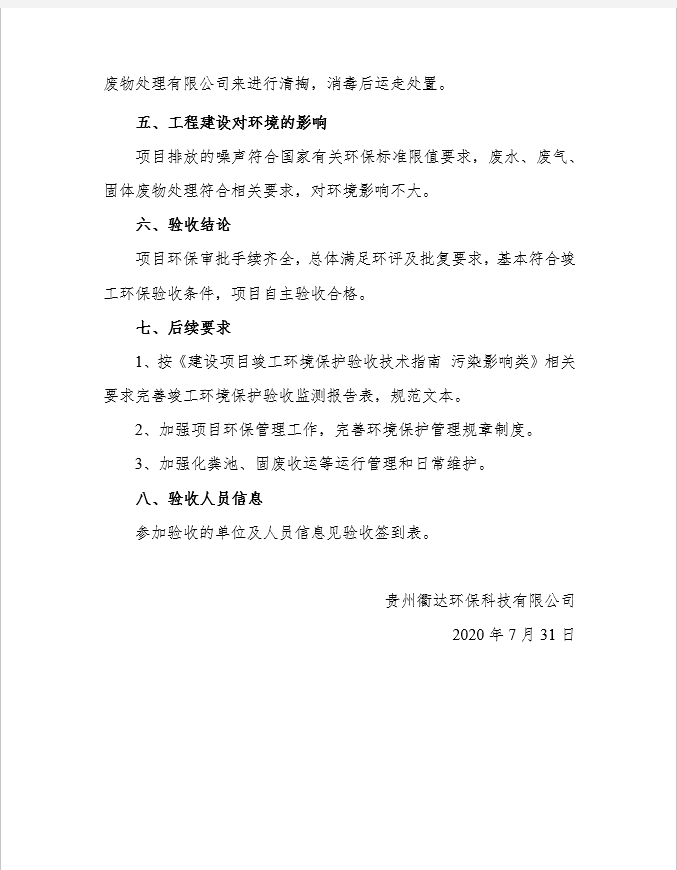 废物处理有限公司来进行清掏，消毒后运走处置。
五、工程建设对环境的影响
项目排放的噪声符合国家有关环保标准限值要求，废水、废气、
固体废物处理符合相关要求，对环境影响不大。
六、验收结论
项目环保审批手续齐全，总体满足环评及批复要求，基本符合竣
工环保验收条件，项目自主验收合格。
七、后续要求
1、按《建设项目竣工环境保护验收技术指南 污染影响类》相关
要求完善竣工环境保护验收监测报告表，规范文本。
2、加强项目环保管理工作，完善环境保护管理规章制度。
3、加强化粪池、固废收运等运行管理和日常维护。
八、验收人员信息
参加验收的单位及人员信息见验收签到表。
贵州衢达环保科技有限公司
2020 年 7 月 31 日